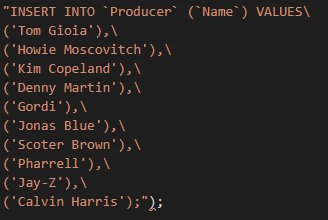 "INSERT INTO `Producer` (`Name`) VALUES\
('Tom Gioia'),\
('Howie Moscovitch'),\
('Kim Copeland'),\
('Denny Martin'),\
('Gordi'),\
('Jonas Blue'),\
('Scoter Brown'),\
('Pharrell'),\
('Jay-Z'),\
('Calvin Harris');");